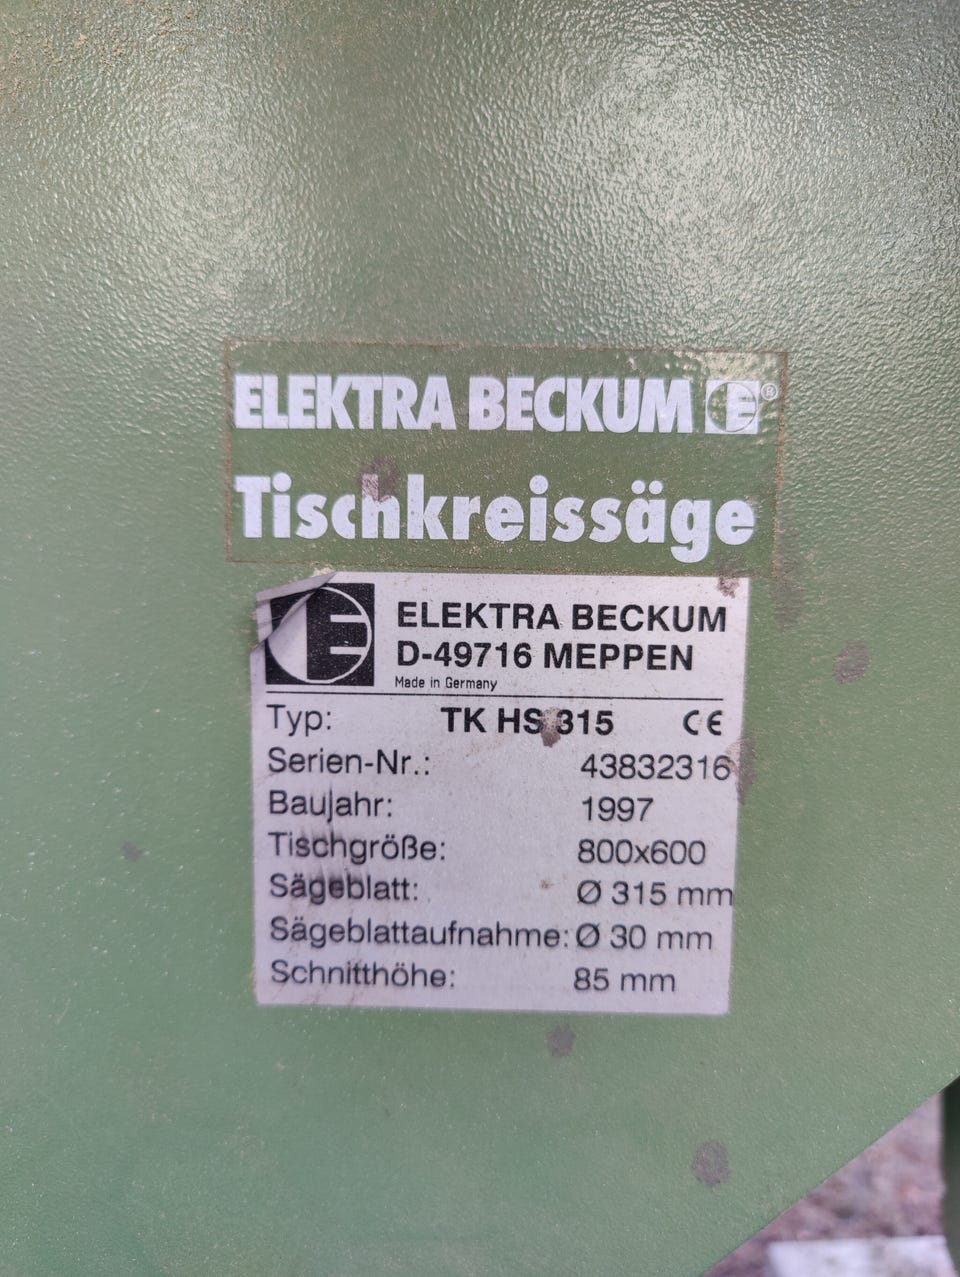 ELEKTRA BECKUM E®
Tischkreissäge
E ELEKTRA BECKUM
D-49716 MEPPEN
Made in Germany
Typ: TK HS 315 CE
Serien-Nr.: 43832316
Baujahr: 1997
Tischgröße: 800x600
Sägeblatt: Ø 315 mm
Sägeblattaufnahme: Ø 30 mm
Schnitthöhe: 85 mm